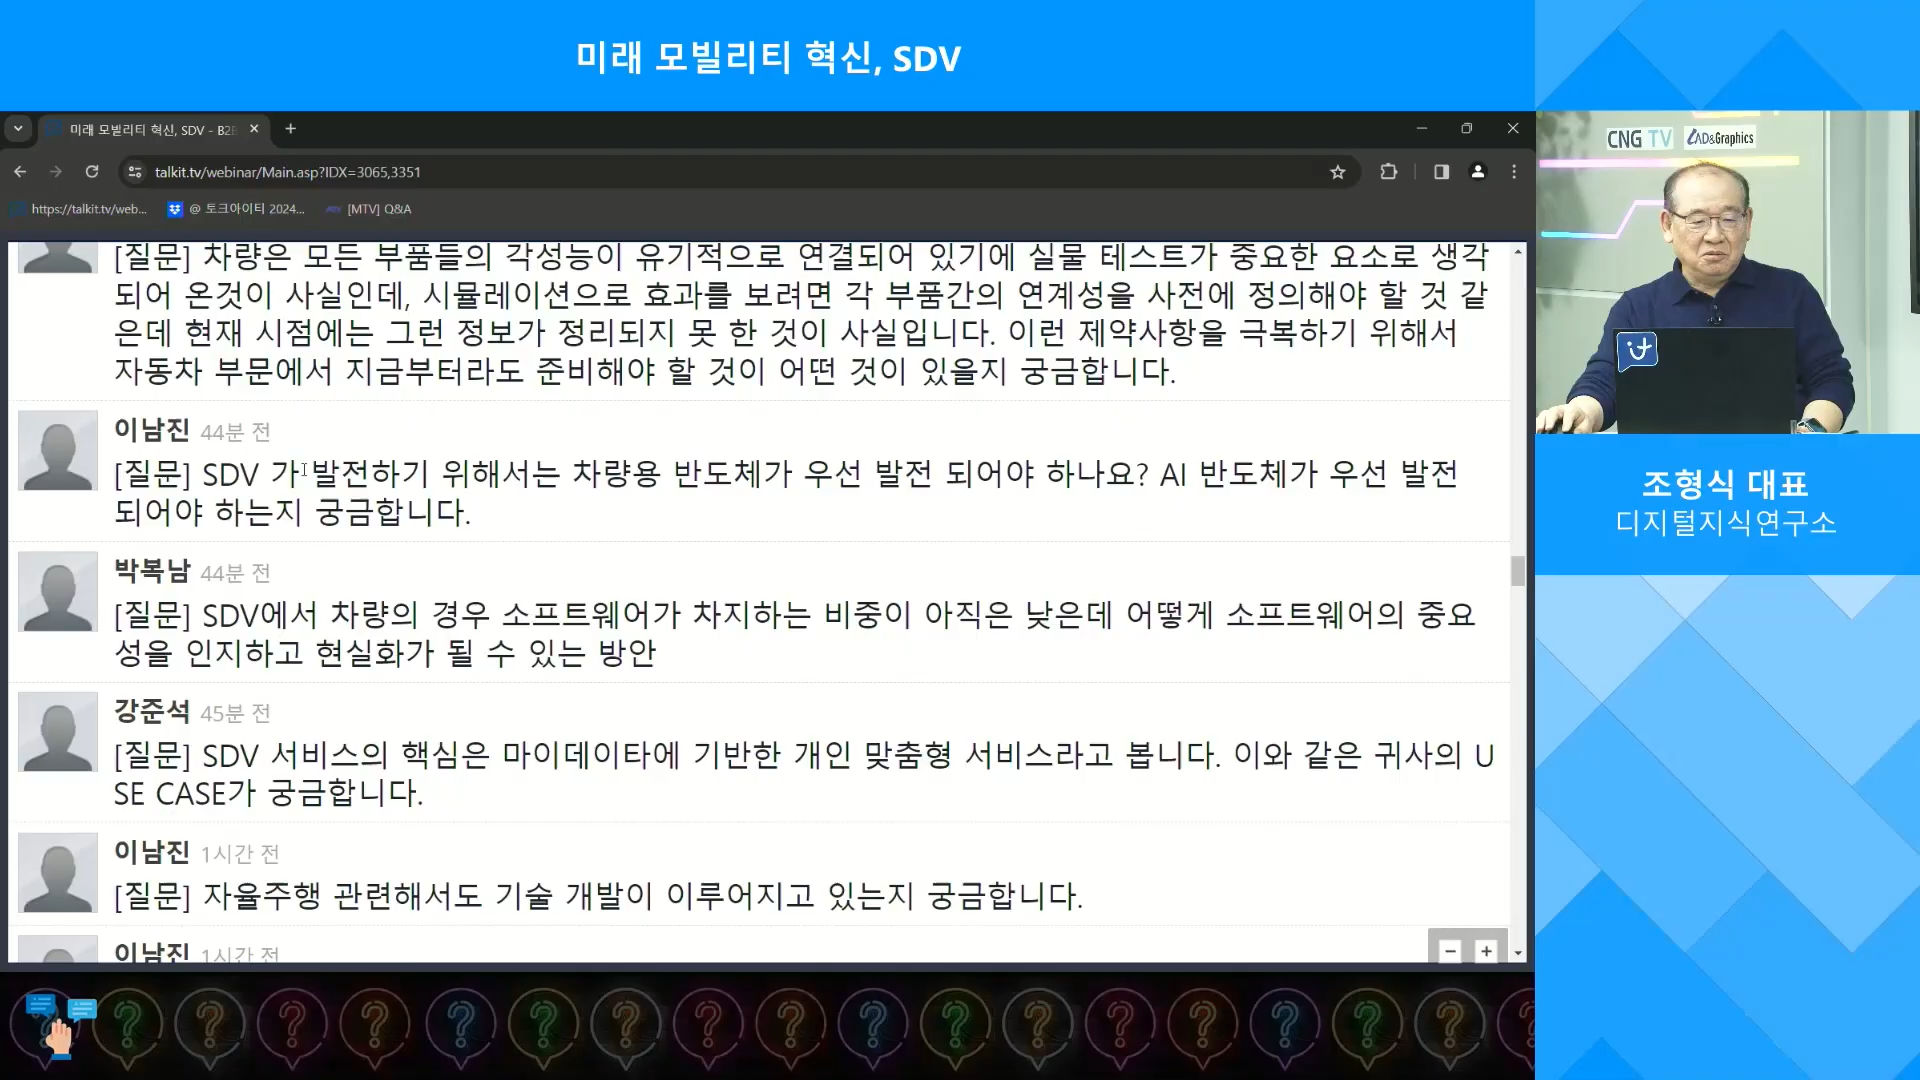 미래 모빌리티 혁신, SDV
미래 모빌리티 혁신, SDV - B2B
talkit.tv/webinar/Main.asp?IDX=3065,3351
https://talkit.tv/web...
@ 토크아이티 2024...
[MTV] Q&A
[질문] 차량은 모든 부품들의 각성능이 유기적으로 연결되어 있기에 실물 테스트가 중요한 요소로 생각
되어 온것이 사실인데, 시뮬레이션으로 효과를 보려면 각 부품간의 연계성을 사전에 정의해야 할 것 같
은데 현재 시점에는 그런 정보가 정리되지 못 한 것이 사실입니다. 이런 제약사항을 극복하기 위해서
자동차 부문에서 지금부터라도 준비해야 할 것이 어떤 것이 있을지 궁금합니다.
이남진 44분 전
[질문] SDV 가 발전하기 위해서는 차량용 반도체가 우선 발전 되어야 하나요? AI 반도체가 우선 발전
되어야 하는지 궁금합니다.
박복남 44분 전
[질문] SDV에서 차량의 경우 소프트웨어가 차지하는 비중이 아직은 낮은데 어떻게 소프트웨어의 중요
성을 인지하고 현실화가 될 수 있는 방안
강준석 45분 전
[질문] SDV 서비스의 핵심은 마이데이타에 기반한 개인 맞춤형 서비스라고 봅니다. 이와 같은 귀사의 U
SE CASE가 궁금합니다.
이남진 1시간 전
[질문] 자율주행 관련해서도 기술 개발이 이루어지고 있는지 궁금합니다.
이남진 1시간 전
CNG TV
CAD&Graphics
조형식 대표
디지털지식연구소